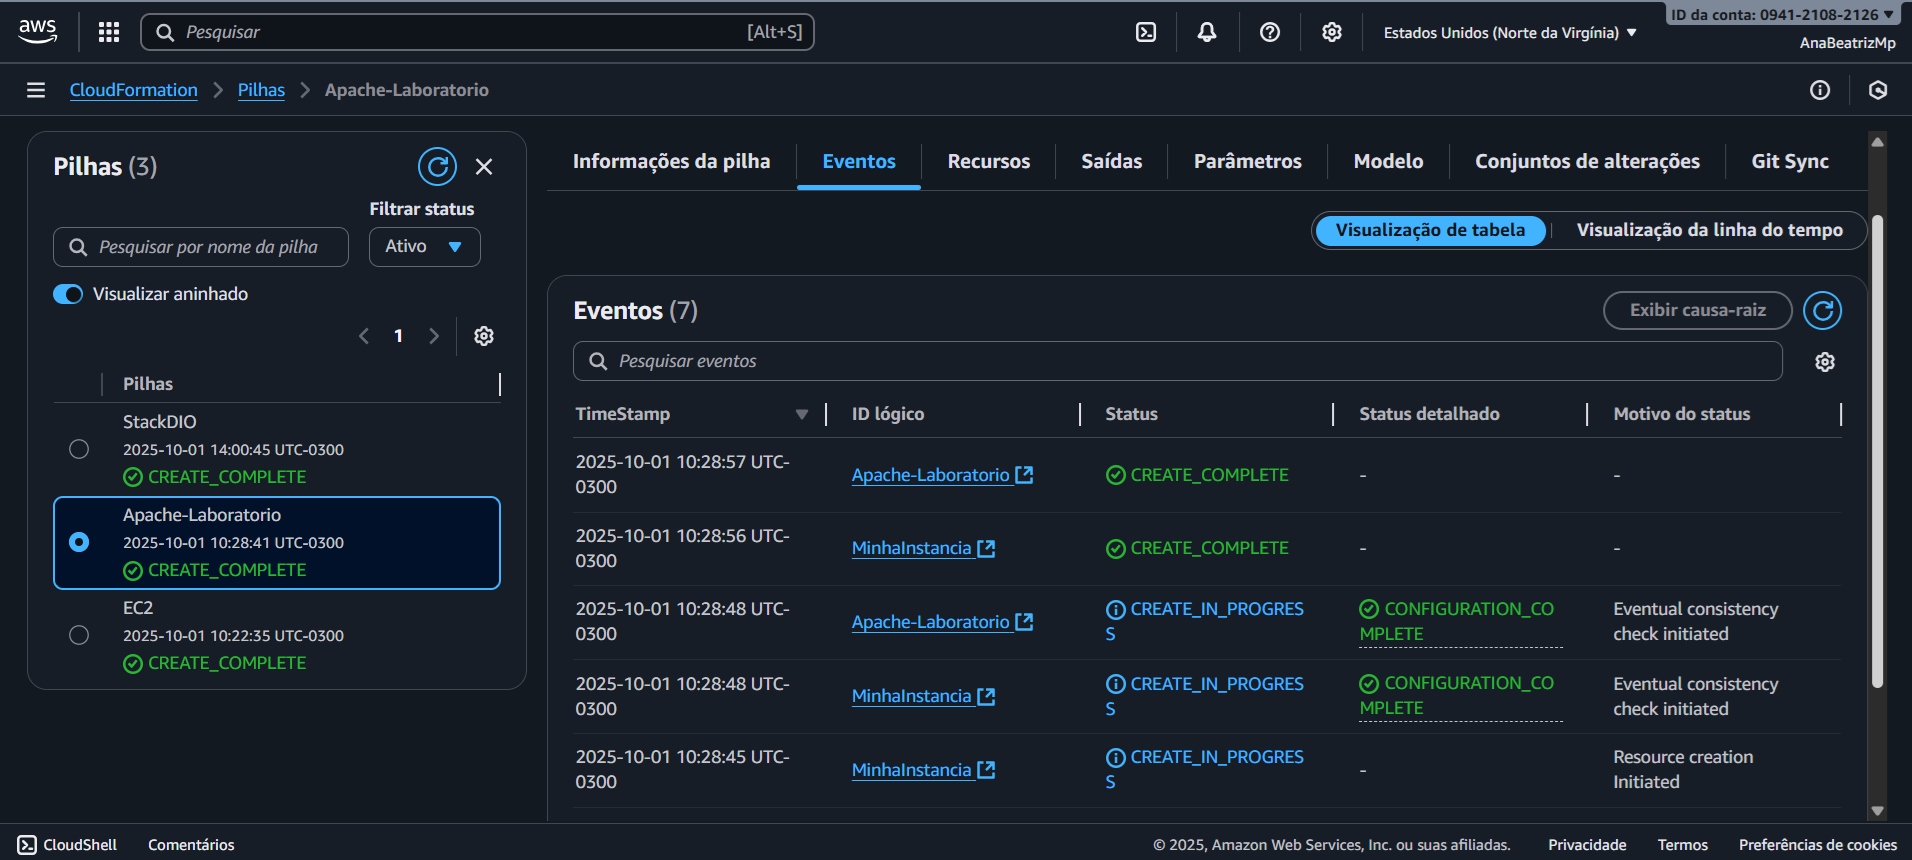 aws
Pesquisar
[Alt+S]
Estados Unidos (Norte da Virgínia) ▼
ID da conta: 0941-2108-2126 ▼
AnaBeatrizMp
CloudFormation
Pilhas
Apache-Laboratorio
Pilhas (3)
Filtrar status
Pesquisar por nome da pilha
Ativo
Visualizar aninhado
1
Pilhas
StackDIO
2025-10-01 14:00:45 UTC-0300
CREATE_COMPLETE
Apache-Laboratorio
2025-10-01 10:28:41 UTC-0300
CREATE_COMPLETE
EC2
2025-10-01 10:22:35 UTC-0300
CREATE_COMPLETE
Informações da pilha
Eventos
Recursos
Saídas
Parâmetros
Modelo
Conjuntos de alterações
Git Sync
Visualização de tabela
Visualização da linha do tempo
Eventos (7)
Exibir causa-raiz
Pesquisar eventos
TimeStamp
ID lógico
Status
Status detalhado
Motivo do status
2025-10-01 10:28:57 UTC-
0300
Apache-Laboratorio
CREATE_COMPLETE
-
-
2025-10-01 10:28:56 UTC-
0300
MinhaInstancia
CREATE_COMPLETE
-
-
2025-10-01 10:28:48 UTC-
0300
Apache-Laboratorio
CREATE_IN_PROGRES
S
CONFIGURATION_CO
MPLETE
Eventual consistency
check initiated
2025-10-01 10:28:48 UTC-
0300
MinhaInstancia
CREATE_IN_PROGRES
S
CONFIGURATION_CO
MPLETE
Eventual consistency
check initiated
2025-10-01 10:28:45 UTC-
0300
MinhaInstancia
CREATE_IN_PROGRES
S
-
Resource creation
Initiated
CloudShell
Comentários
© 2025, Amazon Web Services, Inc. ou suas afiliadas.
Privacidade
Termos
Preferências de cookies